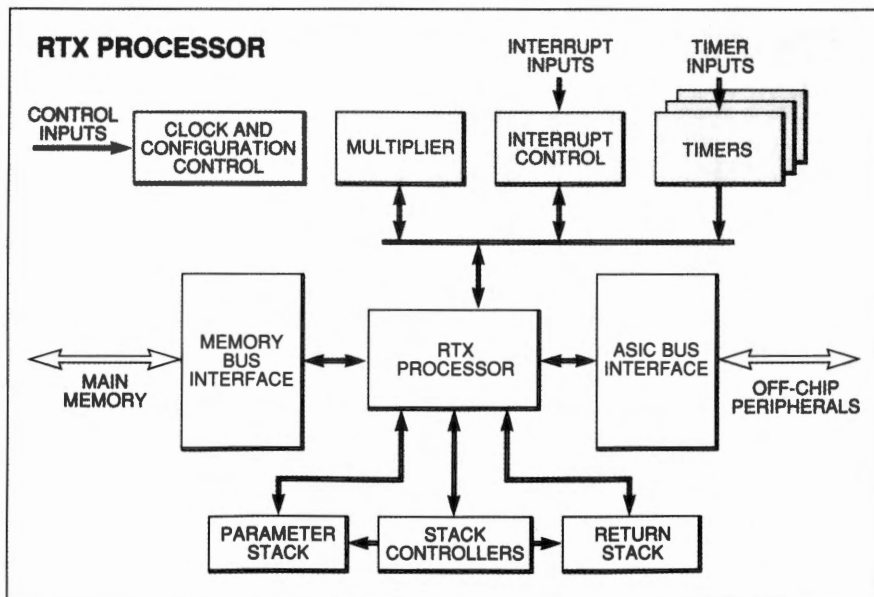 RTX PROCESSOR
INTERRUPT
INPUTS
TIMER
INPUTS
CONTROL
INPUTS
CLOCK AND
CONFIGURATION
CONTROL
MULTIPLIER
INTERRUPT
CONTROL
TIMERS
MEMORY
BUS
INTERFACE
RTX
PROCESSOR
ASIC BUS
INTERFACE
MAIN
MEMORY
OFF-CHIP
PERIPHERALS
PARAMETER
STACK
STACK
CONTROLLERS
RETURN
STACK